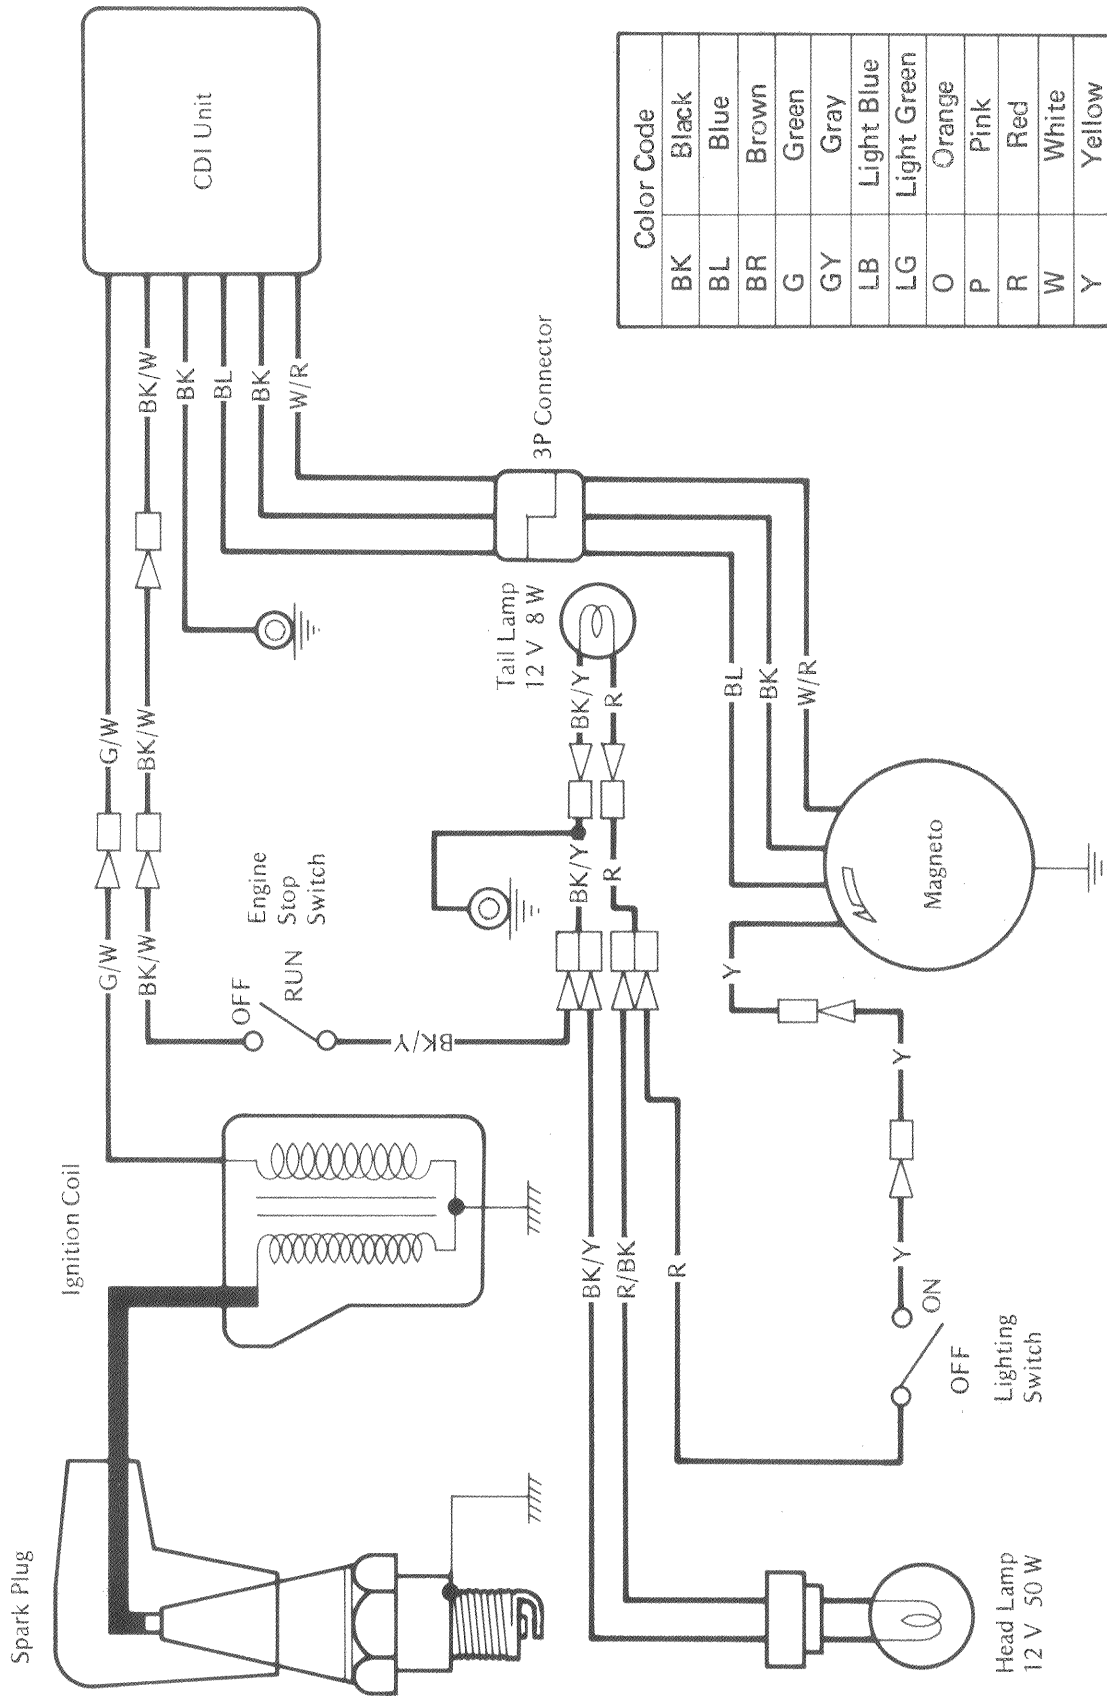 Spark Plug
Ignition Coil
CDI Unit
G/W
G/W
BK/W
BK/W
BK/W
BK
BL
BK
W/R
Engine
Stop
Switch
OFF
RUN
BK/Y
3P Connector
Tail Lamp
12 V 8 W
BK/Y
R
BK/Y
R
BK/Y
R/BK
R
BL
BK
W/R
Magneto
Y
Y
Y
ON
OFF
Lighting
Switch
Head Lamp
12 V 50 W
Color Code
BK Black
BL Blue
BR Brown
G Green
GY Gray
LB Light Blue
LG Light Green
O Orange
P Pink
R Red
W White
Y Yellow